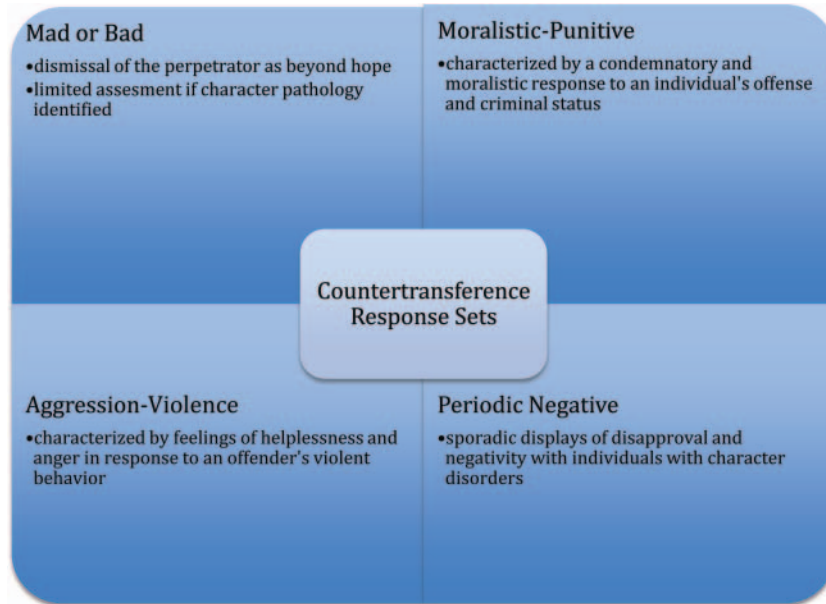 Mad or Bad
•dismissal of the perpetrator as beyond hope
•limited assesment if character pathology
identified
Moralistic-Punitive
•characterized by a condemnatory and
moralistic response to an individual's offense
and criminal status
Countertransference
Response Sets
Aggression-Violence
•characterized by feelings of helplessness and
anger in response to an offender's violent
behavior
Periodic Negative
•sporadic displays of disapproval and
negativity with individuals with character
disorders